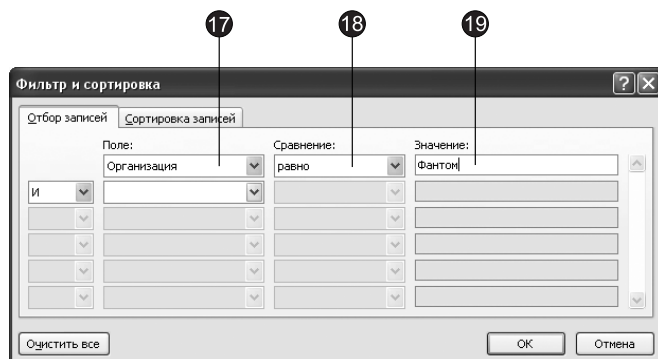 17 18 19
Фильтр и сортировка
Отбор записей Сортировка записей
Поле: Сравнение: Значение:
Организация равно Фантом
И
Очистить все ОК Отмена